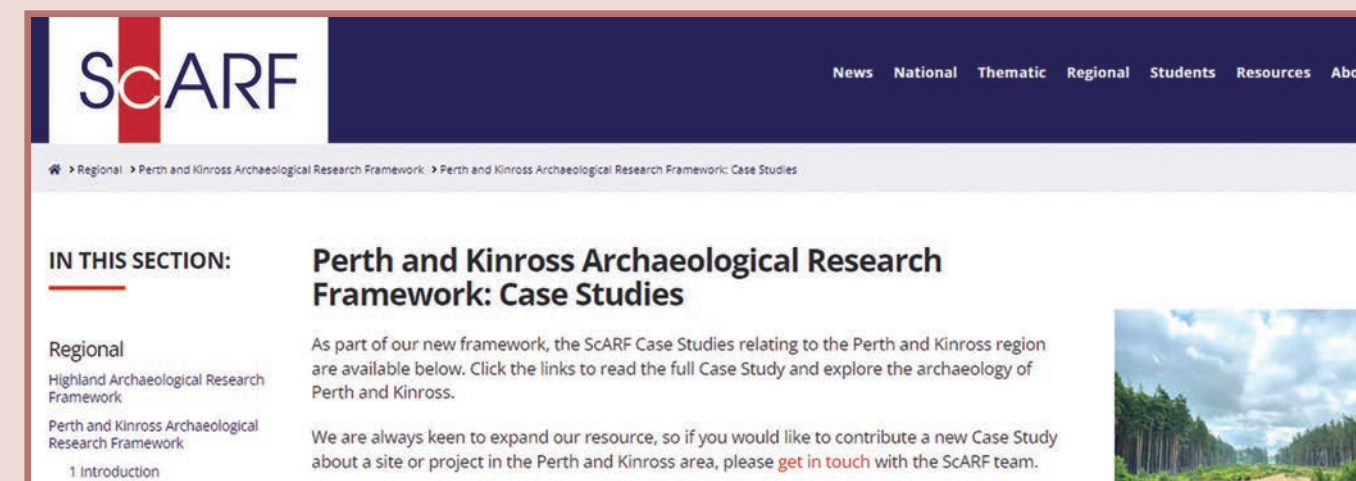 ScARF
News National Thematic Regional Students Resources
> Regional > Perth and Kinross Archaeological Research Framework > Perth and Kinross Archaeological Research Framework: Case Studies
IN THIS SECTION:
Regional
Highland Archaeological Research
Framework
Perth and Kinross Archaeological
Research Framework
1 Introduction
Perth and Kinross Archaeological Research
Framework: Case Studies
As part of our new framework, the ScARF Case Studies relating to the Perth and Kinross region
are available below. Click the links to read the full Case Study and explore the archaeology of
Perth and Kinross.
We are always keen to expand our resource, so if you would like to contribute a new Case Study
about a site or project in the Perth and Kinross area, please get in touch with the ScARF team.